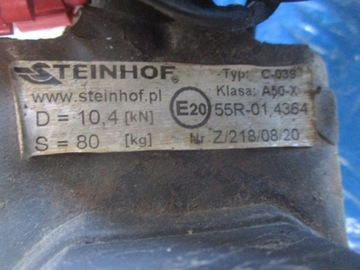 STEINHOF® Typ: C-039
www.steinhof.pl Klasa: A50-X
D = 10,4 [kN] E20 55R-01,4364
S = 80 [kg] Nr Z/218/08/20